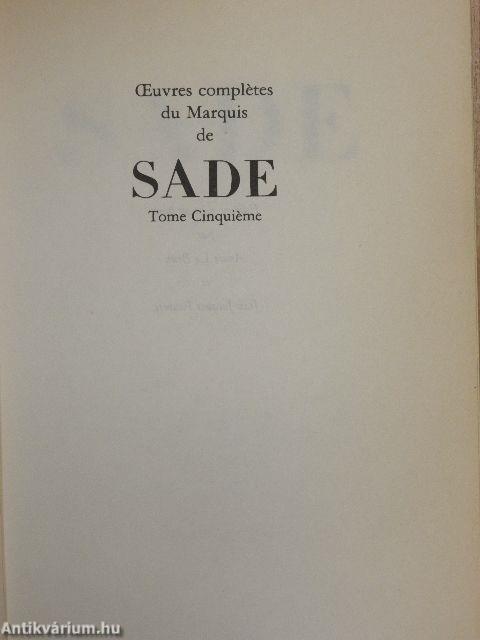 Œuvres complètes
du Marquis
de
SADE
Tome Cinquième
Antikvárium.hu